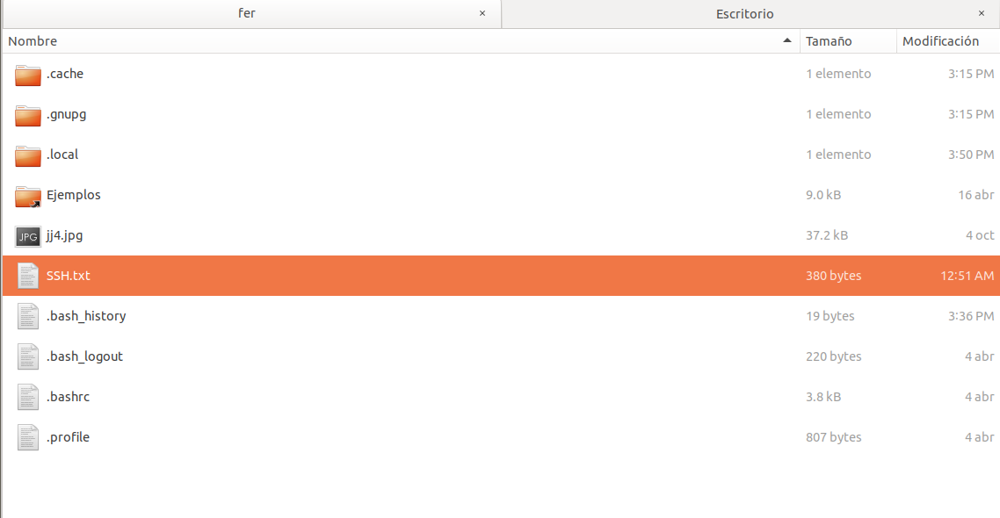 fer × Escritorio ×
Nombre Tamaño Modificación
.cache 1 elemento 3:15 PM
.gnupg 1 elemento 3:15 PM
.local 1 elemento 3:50 PM
Ejemplos 9.0 kB 16 abr
JPG jj4.jpg 37.2 kB 4 oct
SSH.txt 380 bytes 12:51 AM
.bash_history 19 bytes 3:36 PM
.bash_logout 220 bytes 4 abr
.bashrc 3.8 kB 4 abr
.profile 807 bytes 4 abr